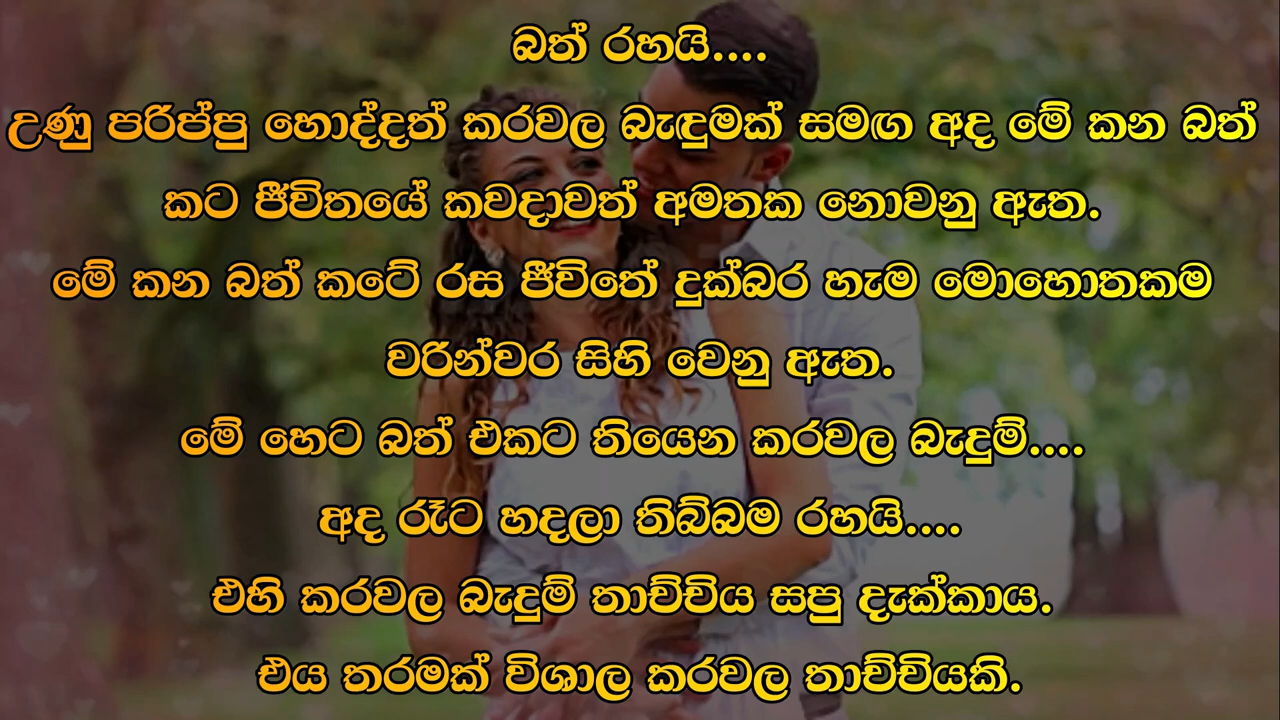 බත් රහයි....
උණු පරිප්පු හොද්දත් කරවල බැඳුමක් සමඟ අද මේ කන බත්
කට ජීවිතයේ කවදාවත් අමතක නොවනු ඇත.
මේ කන බත් කටේ රස ජීවිතේ දුක්බර හැම මොහොතකම
වරින්වර සිහි වෙනු ඇත.
මේ හෙට බත් එකට තියෙන කරවල බැදුම්....
අද රෑට හදලා තිබ්බම රහයි....
එහි කරවල බැදුම් තාච්චිය සපු දැක්කාය.
එය තරමක් විශාල කරවල තාච්චියකි.